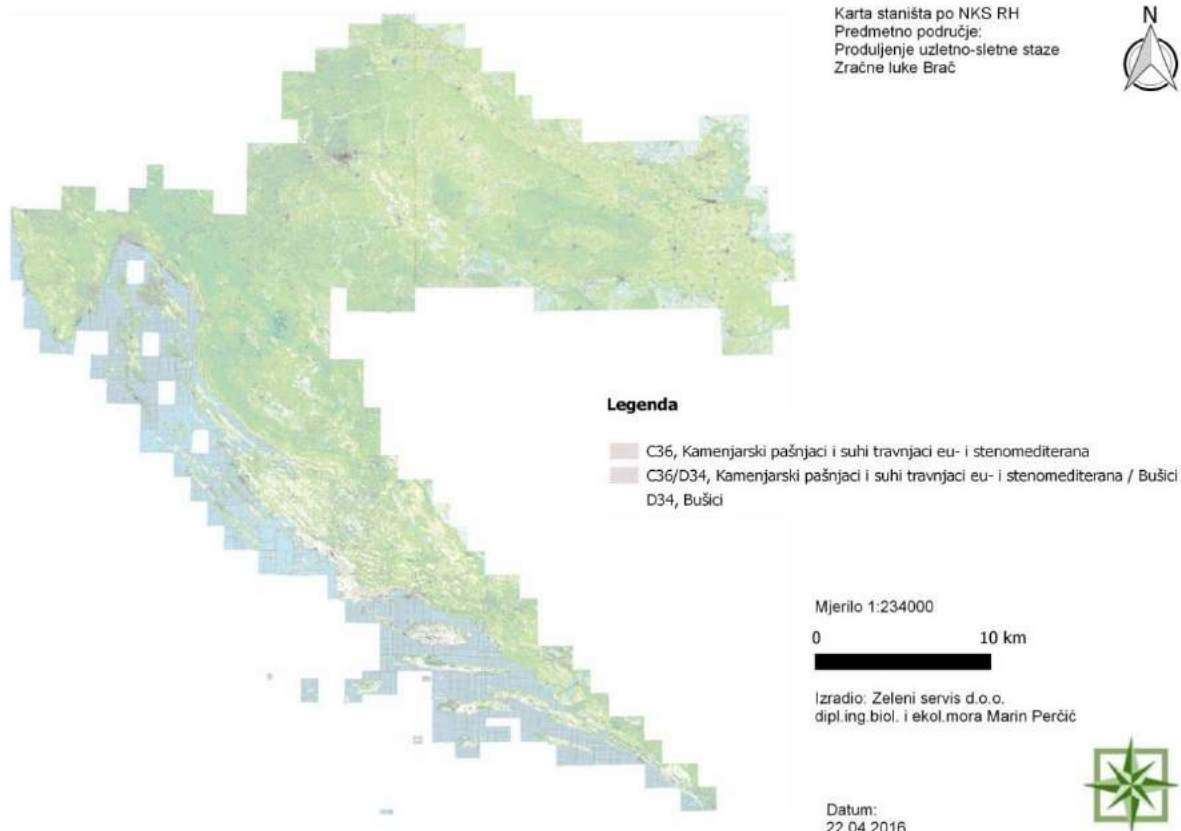 Karta staništa po NKS RH
Predmetno područje:
Produljenje uzletno-sletne staze
Zračne luke Brač
N
Legenda
C36, Kamenjarski pašnjaci i suhi travnjaci eu- i stenomediterana
C36/D34, Kamenjarski pašnjaci i suhi travnjaci eu- i stenomediterana / Bušici
D34, Bušici
Mjerilo 1:234000
0 10 km
Izradio: Zeleni servis d.o.o.
dipl.ing.biol. i ekol.mora Marin Perčić
Datum:
22.04.2016